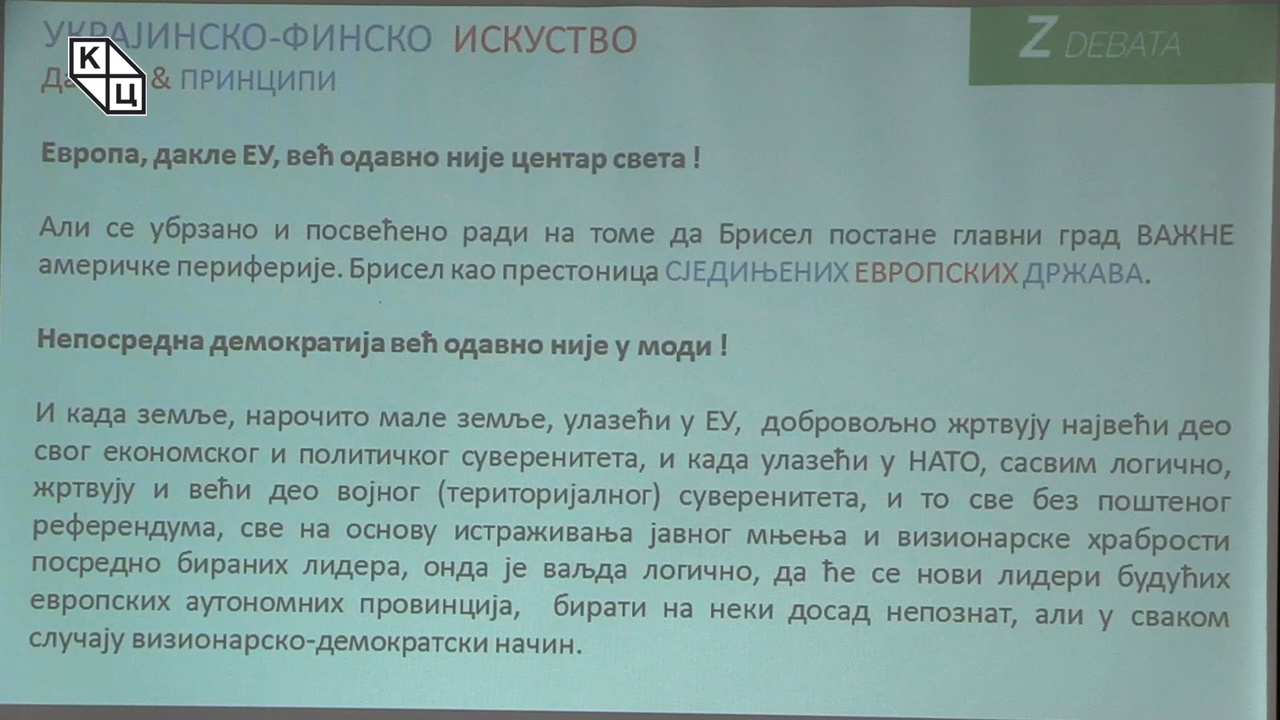 УКРАЈИНСКО-ФИНСКО ИСКУСТВО
Z DEBATA
К
Ц
& ПРИНЦИПИ
Европа, дакле ЕУ, већ одавно није центар света !
Али се убрзано и посвећено ради на томе да Брисел постане главни град ВАЖНЕ
америчке периферије. Брисел као престоница СЈЕДИЊЕНИХ ЕВРОПСКИХ ДРЖАВА.
Непосредна демократија већ одавно није у моди !
И када земље, нарочито мале земље, улазећи у ЕУ, добровољно жртвују највећи део
свог економског и политичког суверенитета, и када улазећи у НАТО, сасвим логично,
жртвују и већи део војног (територијалног) суверенитета, и то све без поштеног
референдума, све на основу истраживања јавног мњења и визионарске храбрости
посредно бираних лидера, онда је ваљда логично, да ће се нови лидери будућих
европских аутономних провинција, бирати на неки досад непознат, али у сваком
случају визионарско-демократски начин.